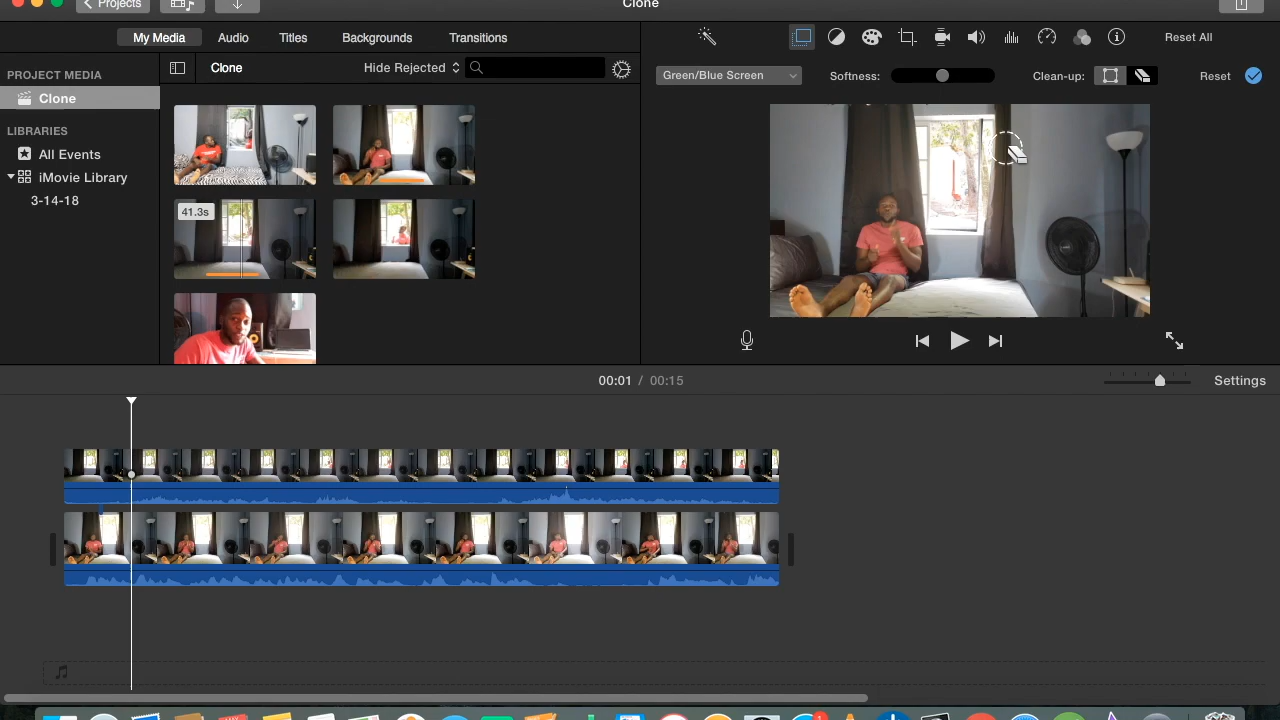 Projects
Clone
My Media Audio Titles Backgrounds Transitions
Reset All
PROJECT MEDIA
Clone
LIBRARIES
All Events
iMovie Library
3-14-18
Clone
Hide Rejected
41.3s
Green/Blue Screen
Softness:
Clean-up:
Reset
00:01 / 00:15
Settings
1